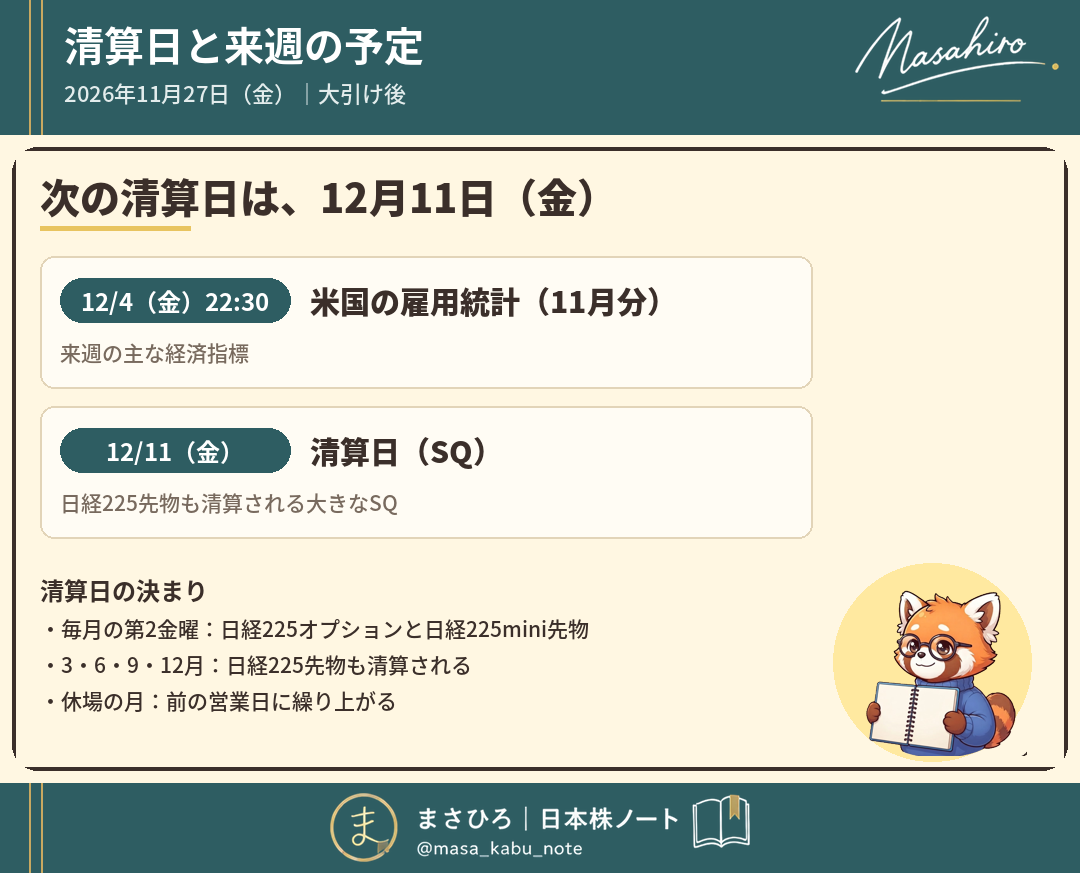 清算日と来週の予定
2026年11月27日（金）｜大引け後
Masahiro
次の清算日は、12月11日（金）
12/4（金）22:30 米国の雇用統計（11月分）
来週の主な経済指標
12/11（金） 清算日（SQ）
日経225先物も清算される大きなSQ
清算日の決まり
・毎月の第2金曜：日経225オプションと日経225mini先物
・3・6・9・12月：日経225先物も清算される
・休場の月：前の営業日に繰り上がる
ま
まさひろ｜日本株ノート
@masa_kabu_note